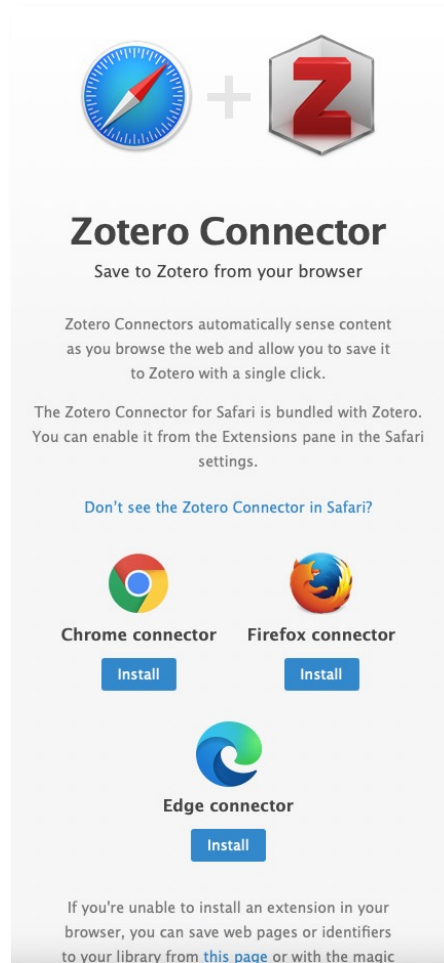 Z
Zotero Connector
Save to Zotero from your browser
Zotero Connectors automatically sense content
as you browse the web and allow you to save it
to Zotero with a single click.
The Zotero Connector for Safari is bundled with Zotero.
You can enable it from the Extensions pane in the Safari
settings.
Don't see the Zotero Connector in Safari?
Chrome connector Firefox connector
Install Install
Edge connector
Install
If you're unable to install an extension in your
browser, you can save web pages or identifiers
to your library from this page or with the magic